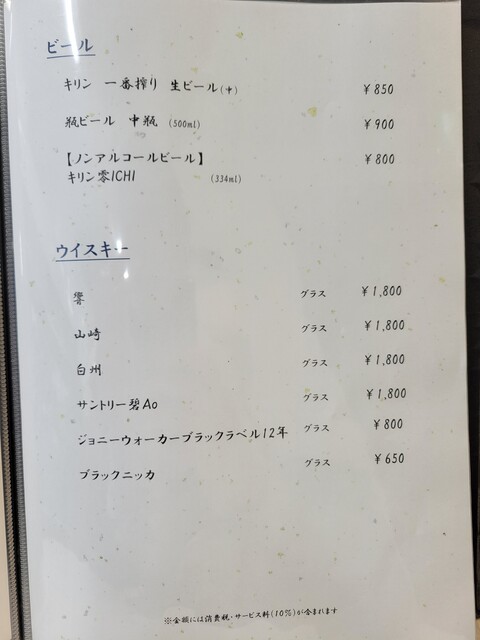 ビール
キリン 一番搾り 生ビール(中) ¥850
瓶ビール 中瓶 (500ml) ¥900
【ノンアルコールビール】 ¥800
キリン零ICHI (334ml)
ウイスキー
響 グラス ¥1,800
山崎 グラス ¥1,800
白州 グラス ¥1,800
サントリー碧Ao グラス ¥1,800
ジョニーウォーカーブラックラベル12年 グラス ¥800
ブラックニッカ グラス ¥650
※金額には消費税・サービス料(10%)が含まれます